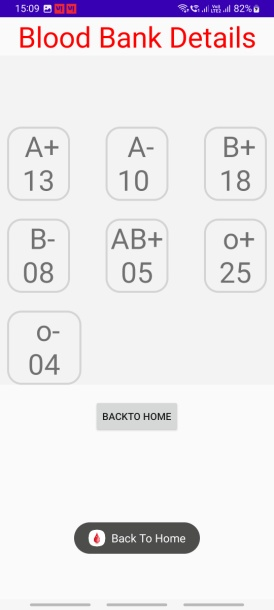 15:09 82%
Blood Bank Details
A+ A- B+
13 10 18
B- AB+ o+
08 05 25
o-
04
BACKTO HOME
Back To Home